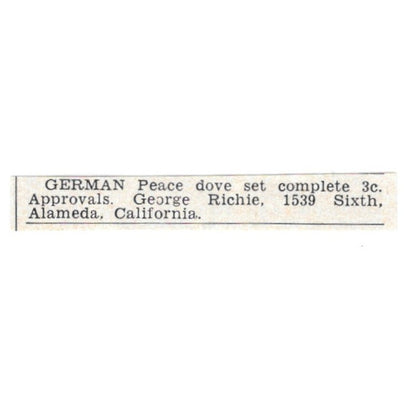 GERMAN Peace dove set complete 3c.
Approvals. George Richie, 1539 Sixth,
Alameda, California.